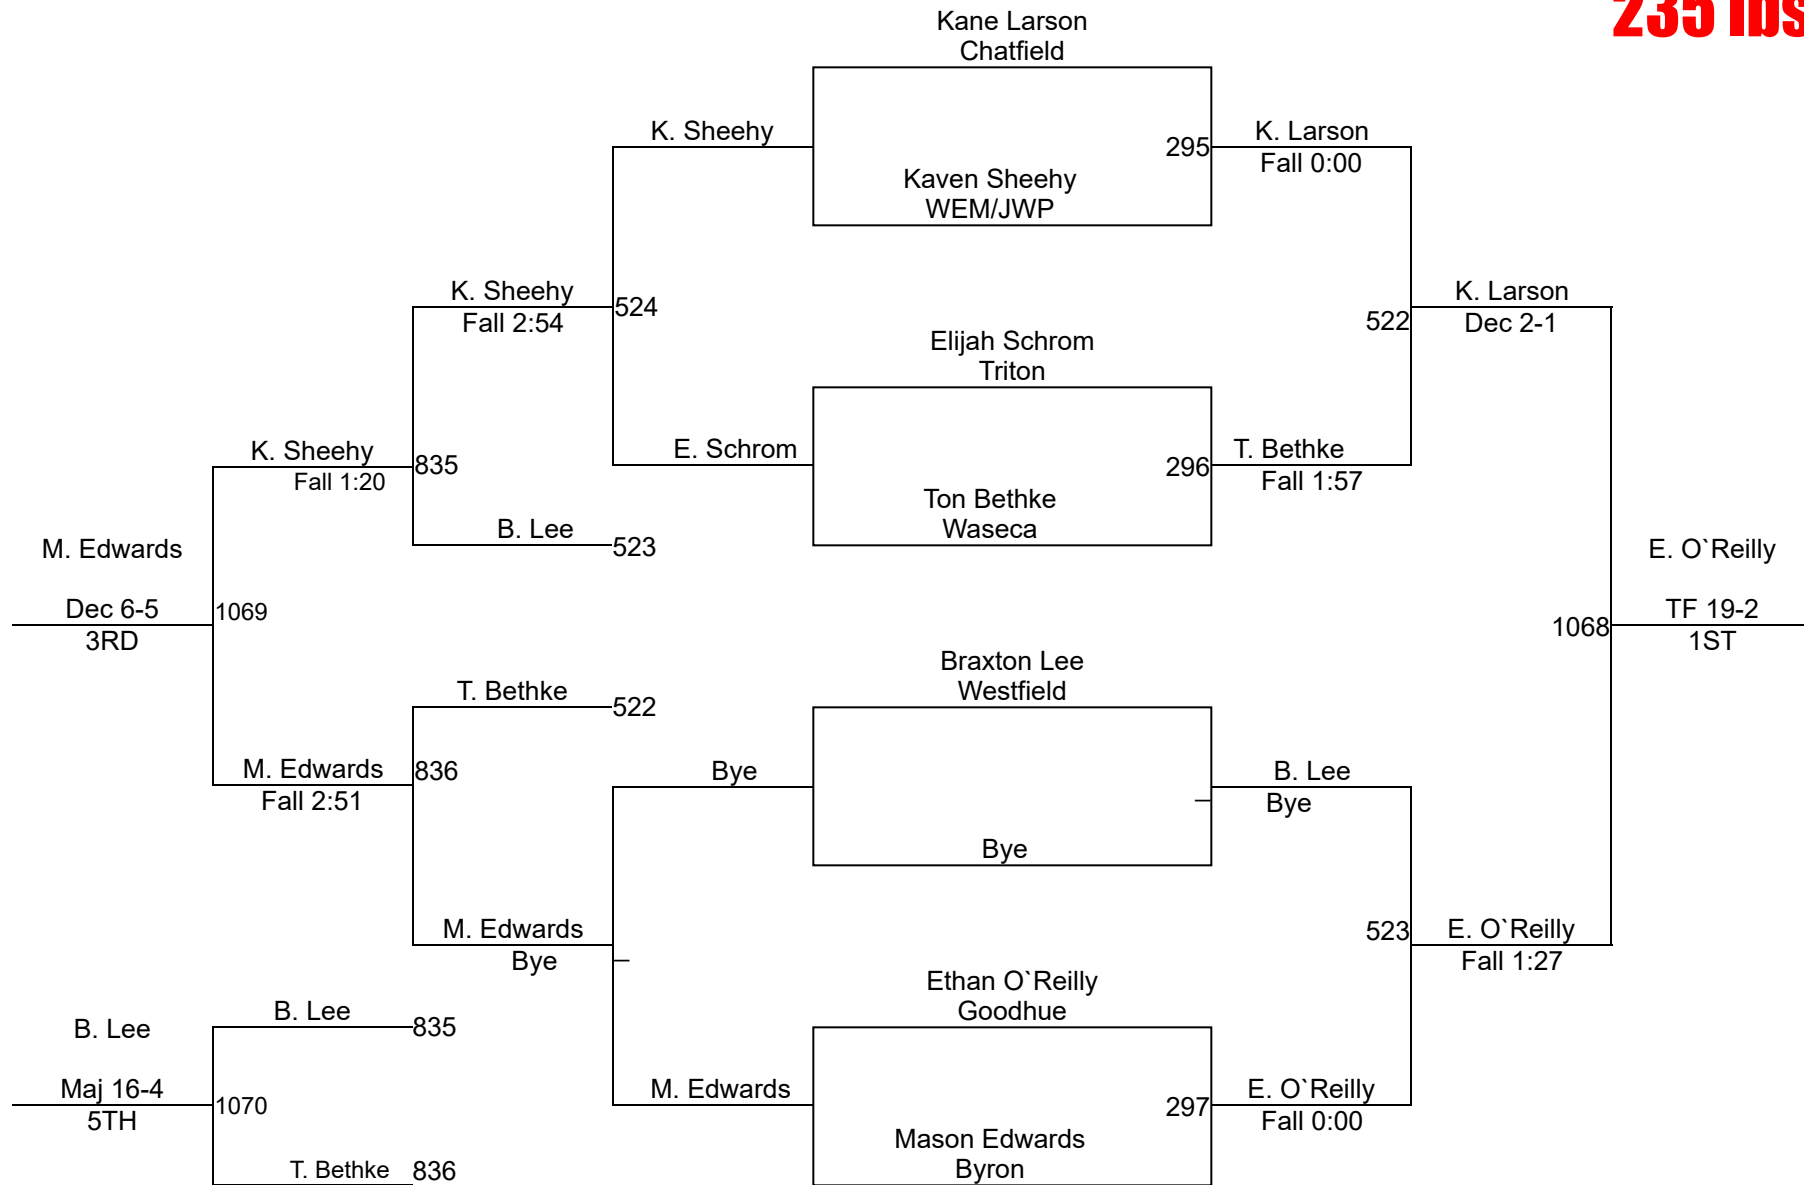 235 lbs
Kane Larson
Chatfield
K. Sheehy
295
K. Larson
Fall 0:00
Kaven Sheehy
WEM/JWP
K. Sheehy
Fall 2:54
524
522
K. Larson
Dec 2-1
Elijah Schrom
Triton
K. Sheehy
Fall 1:20
835
E. Schrom
296
T. Bethke
Fall 1:57
Ton Bethke
Waseca
B. Lee
523
M. Edwards
Dec 6-5
3RD
1069
E. O`Reilly
1068
TF 19-2
1ST
Braxton Lee
Westfield
T. Bethke
522
M. Edwards
Fall 2:51
836
Bye
B. Lee
Bye
Bye
M. Edwards
Bye
523
E. O`Reilly
Fall 1:27
Ethan O`Reilly
Goodhue
B. Lee
835
B. Lee
Maj 16-4
5TH
1070
M. Edwards
297
E. O`Reilly
Fall 0:00
Mason Edwards
Byron
T. Bethke
836